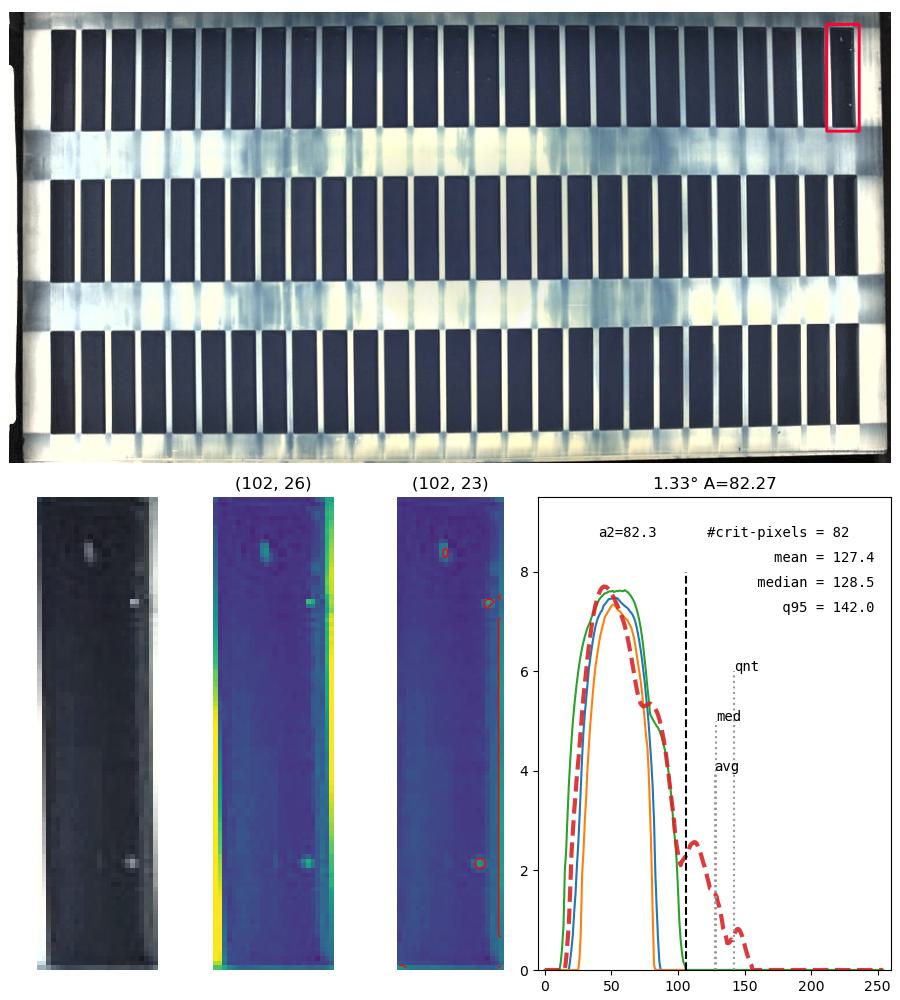 (102, 26)
(102, 23)
1.33° A=82.27
a2=82.3
#crit-pixels = 82
mean = 127.4
median = 128.5
q95 = 142.0
qnt
med
avg
8
6
4
2
0
0 50 100 150 200 250